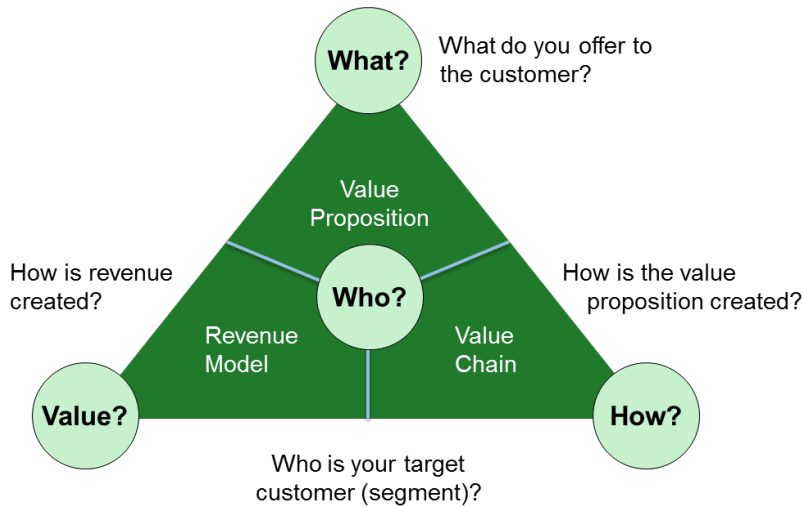 What?
What do you offer to
the customer?
Value
Proposition
How is revenue
created?
How is the value
proposition created?
Who?
Revenue
Model
Value
Chain
Value?
How?
Who is your target
customer (segment)?